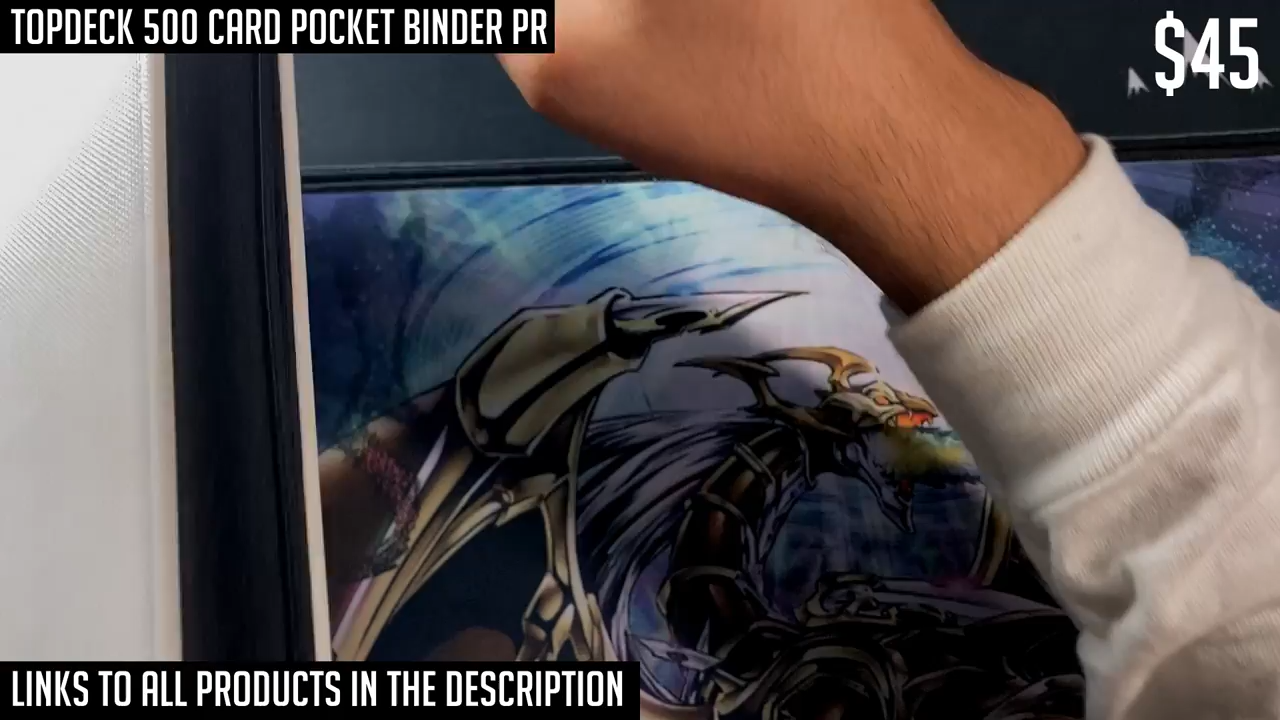 TOPDECK 500 CARD POCKET BINDER PR
$45
LINKS TO ALL PRODUCTS IN THE DESCRIPTION